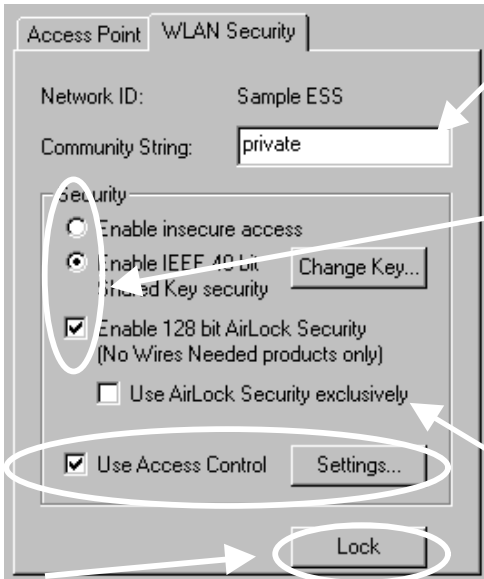 Access Point WLAN Security
Network ID: Sample ESS
Community String: private
Security
Enable insecure access
Enable IEEE 40 bit Change Key...
Shared Key security
Enable 128 bit AirLock Security
(No Wires Needed products only)
Use AirLock Security exclusively
Use Access Control Settings...
Lock